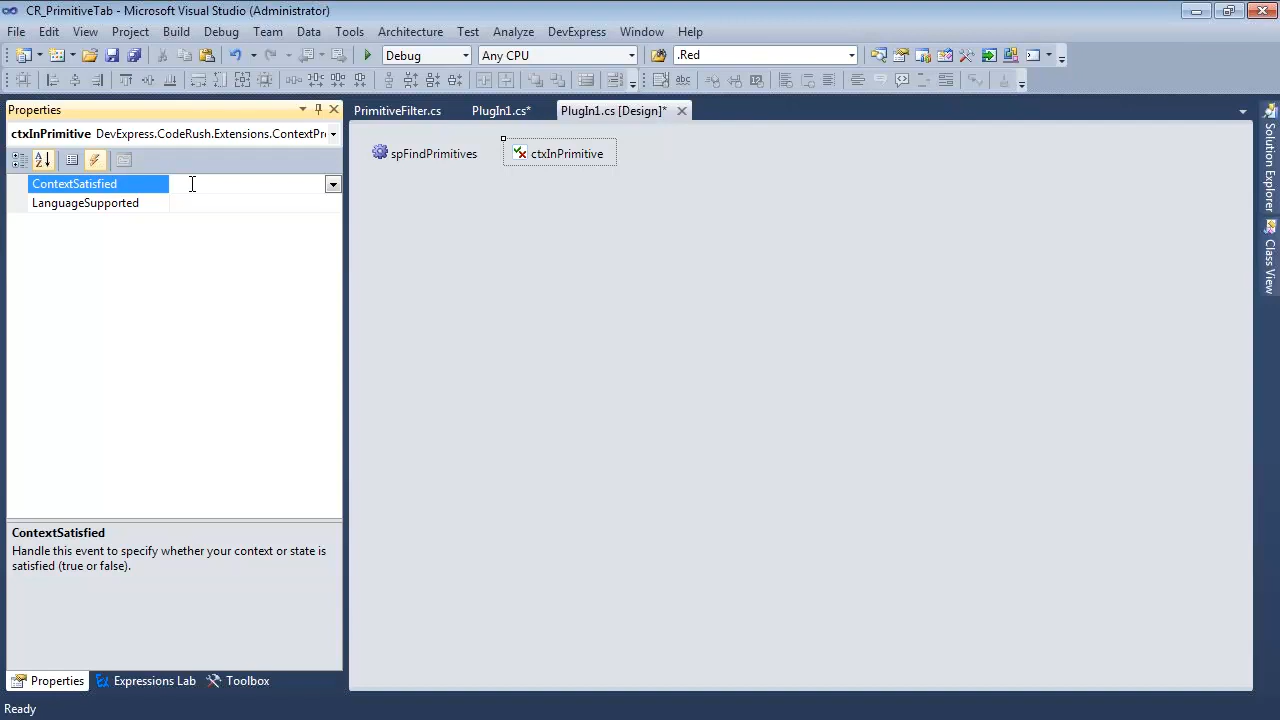 CR_PrimitiveTab - Microsoft Visual Studio (Administrator)
File Edit View Project Build Debug Team Data Tools Architecture Test Analyze DevExpress Window Help
Debug Any CPU .Red
Properties
PrimitiveFilter.cs PlugIn1.cs* PlugIn1.cs [Design]*
ctxInPrimitive DevExpress.CodeRush.Extensions.ContextPr
spFindPrimitives ctxInPrimitive
ContextSatisfied
LanguageSupported
Solution Explorer
Class View
ContextSatisfied
Handle this event to specify whether your context or state is
satisfied (true or false).
Properties Expressions Lab Toolbox
Ready